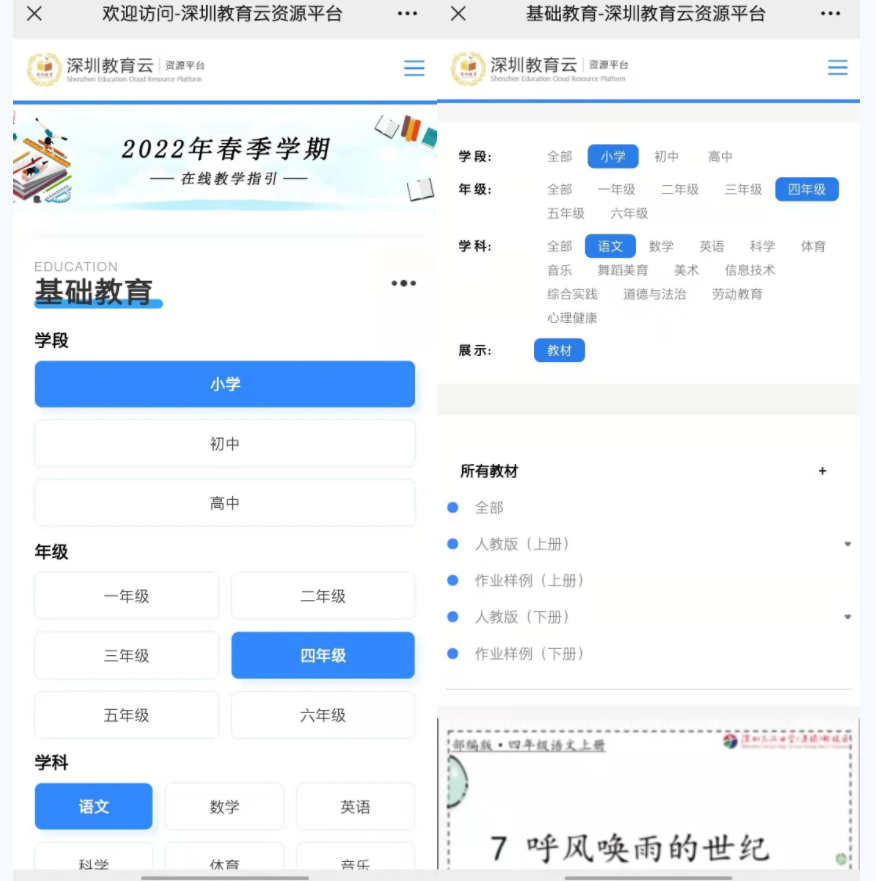 欢迎访问-深圳教育云资源平台
深圳教育云 资源平台
Shenzhen Education Cloud Resource Platform
2022年春季学期
在线教学指引
EDUCATION
基础教育
学段
小学
初中
高中
年级
一年级 二年级
三年级 四年级
五年级 六年级
学科
语文 数学 英语
科学 体育 音乐
基础教育-深圳教育云资源平台
深圳教育云 资源平台
Shenzhen Education Cloud Resource Platform
学段: 全部 小学 初中 高中
年级: 全部 一年级 二年级 三年级 四年级
五年级 六年级
学科: 全部 语文 数学 英语 科学 体育
音乐 舞蹈美育 美术 信息技术
综合实践 道德与法治 劳动教育
心理健康
展示: 教材
所有教材 +
全部
人教版（上册）
作业样例（上册）
人教版（下册）
作业样例（下册）
部编版·四年级语文上册
7 呼风唤雨的世纪